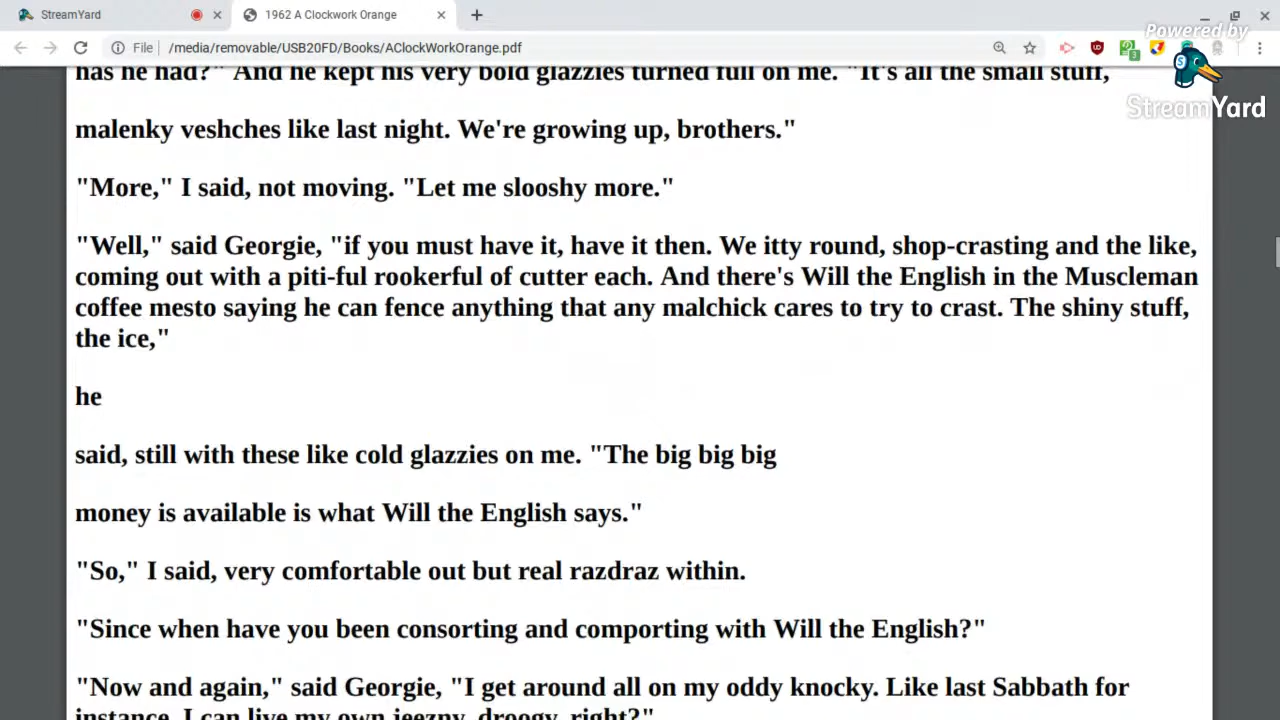 StreamYard
1962 A Clockwork Orange
File
/media/removable/USB20FD/Books/AClockWorkOrange.pdf
Powered by
StreamYard
has he had?" And he kept his very bold glazzies turned full on me. "It's all the small stuff,
malenky veshches like last night. We're growing up, brothers."
"More," I said, not moving. "Let me slooshy more."
"Well," said Georgie, "if you must have it, have it then. We itty round, shop-crasting and the like,
coming out with a piti-ful rookerful of cutter each. And there's Will the English in the Muscleman
coffee mesto saying he can fence anything that any malchick cares to try to crast. The shiny stuff,
the ice,"
he
said, still with these like cold glazzies on me. "The big big big
money is available is what Will the English says."
"So," I said, very comfortable out but real razdraz within.
"Since when have you been consorting and comporting with Will the English?"
"Now and again," said Georgie, "I get around all on my oddy knocky. Like last Sabbath for
instance. I can live my own jeezny, droogy, right?"